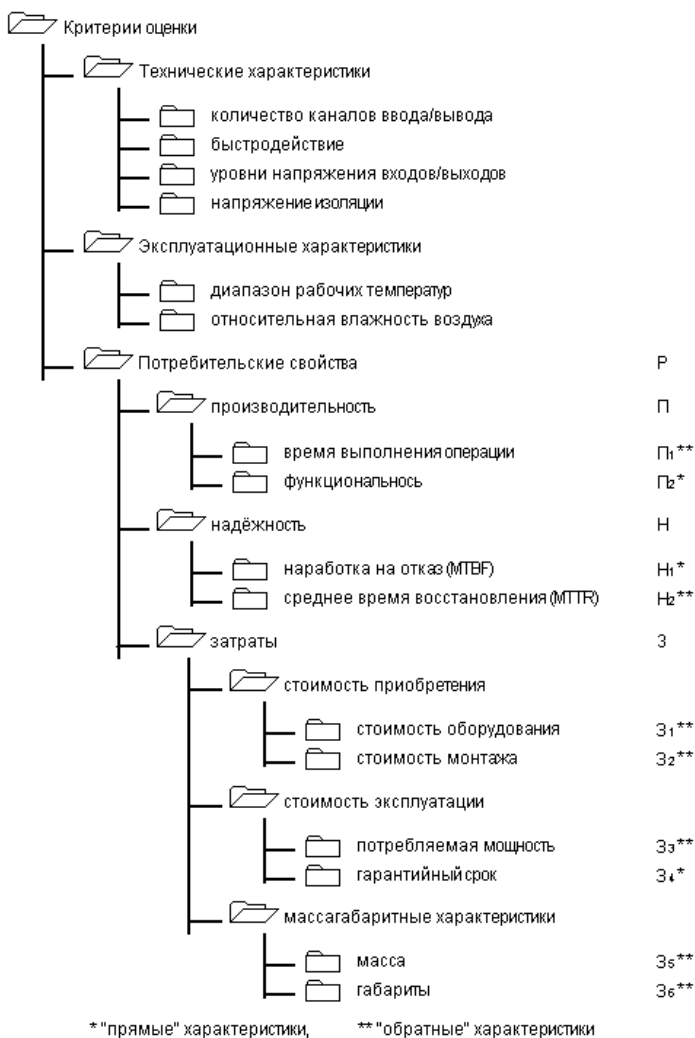 Критерии оценки
Технические характеристики
количество каналов ввода/вывода
быстродействие
уровни напряжения входов/выходов
напряжение изоляции
Эксплуатационные характеристики
диапазон рабочих температур
относительная влажность воздуха
Потребительские свойства Р
производительность П
время выполнения операции П₁**
функциональнось П₂*
надёжность Н
наработка на отказ (MTBF) Н₁*
среднее время восстановления (MTTR) Н₂**
затраты З
стоимость приобретения
стоимость оборудования З₁**
стоимость монтажа З₂**
стоимость эксплуатации
потребляемая мощность З₃**
гарантийный срок З₄*
массагабаритные характеристики
масса З₅**
габариты З₆**
* "прямые" характеристики, ** "обратные" характеристики